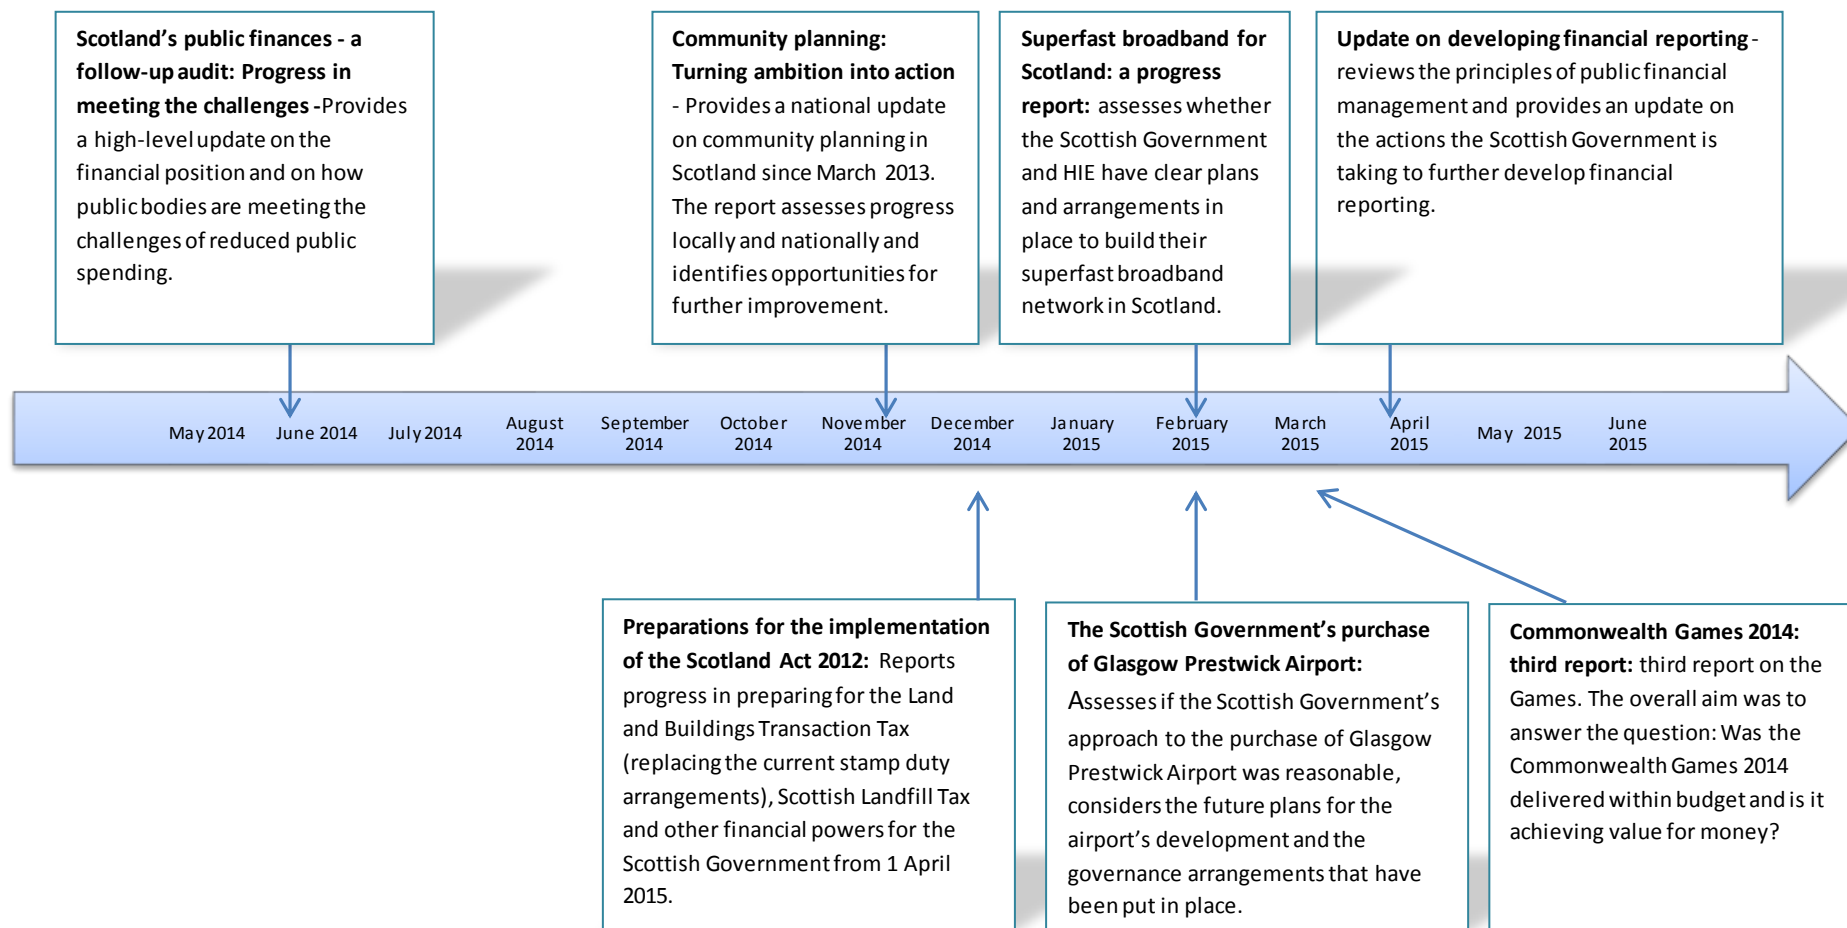 Scotland's public finances - a
follow-up audit: Progress in
meeting the challenges -Provides
a high-level update on the
financial position and on how
public bodies are meeting the
challenges of reduced public
spending.
Community planning:
Turning ambition into action
- Provides a national update
on community planning in
Scotland since March 2013.
The report assesses progress
locally and nationally and
identifies opportunities for
further improvement.
Superfast broadband for
Scotland: a progress
report: assesses whether
the Scottish Government
and HIE have clear plans
and arrangements in
place to build their
superfast broadband
network in Scotland.
Update on developing financial reporting -
reviews the principles of public financial
management and provides an update on
the actions the Scottish Government is
taking to further develop financial
reporting.
May 2014
June 2014
July 2014
August
2014
September
2014
October
2014
November
2014
December
2014
January
2015
February
2015
March
2015
April
2015
May 2015
June
2015
Preparations for the implementation
of the Scotland Act 2012: Reports
progress in preparing for the Land
and Buildings Transaction Tax
(replacing the current stamp duty
arrangements), Scottish Landfill Tax
and other financial powers for the
Scottish Government from 1 April
2015.
The Scottish Government's purchase
of Glasgow Prestwick Airport:
Assesses if the Scottish Government's
approach to the purchase of Glasgow
Prestwick Airport was reasonable,
considers the future plans for the
airport's development and the
governance arrangements that have
been put in place.
Commonwealth Games 2014:
third report: third report on the
Games. The overall aim was to
answer the question: Was the
Commonwealth Games 2014
delivered within budget and is it
achieving value for money?